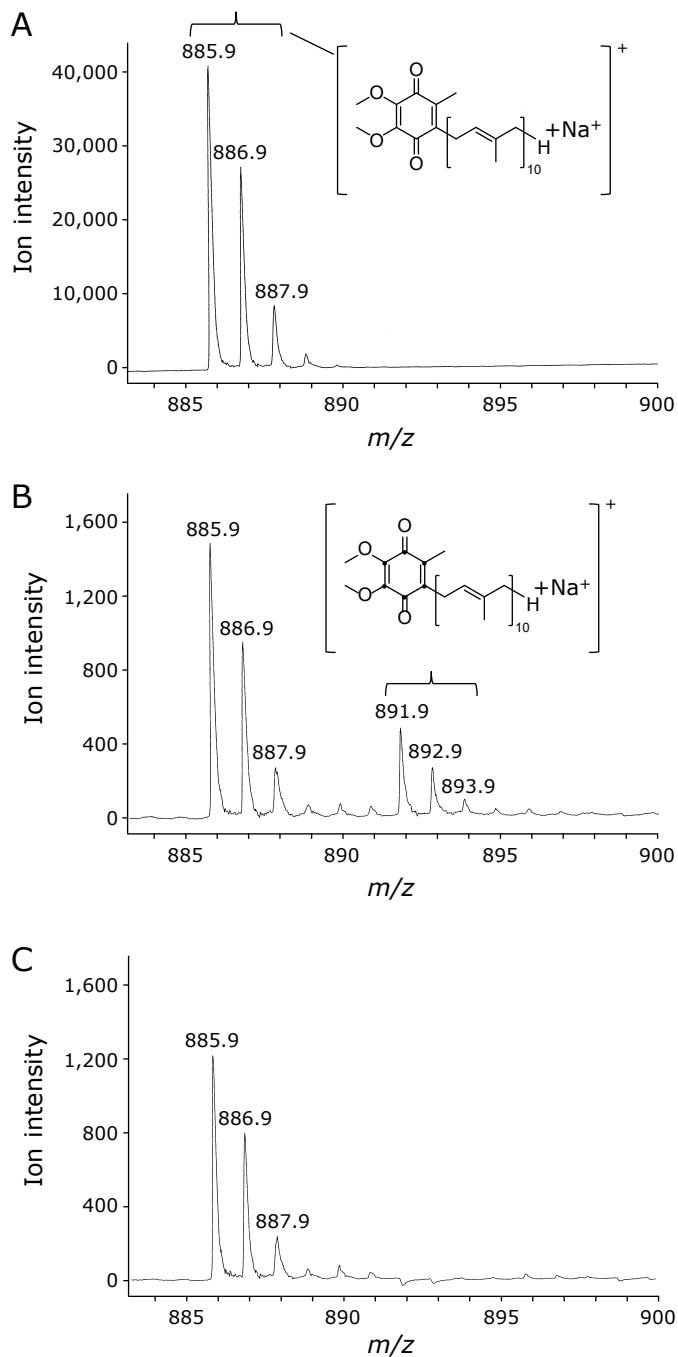 A
885.9
40,000
886.9
30,000
20,000
887.9
10,000
0
Ion intensity
885
890
895
900
m/z
O
O
O
O
10
H
+Na+
+
B
1,600
885.9
1,200
886.9
800
891.9
887.9
892.9
400
893.9
0
Ion intensity
885
890
895
900
m/z
O
O
O
O
10
H
+Na+
+
C
1,600
885.9
1,200
886.9
800
887.9
400
0
Ion intensity
885
890
895
900
m/z